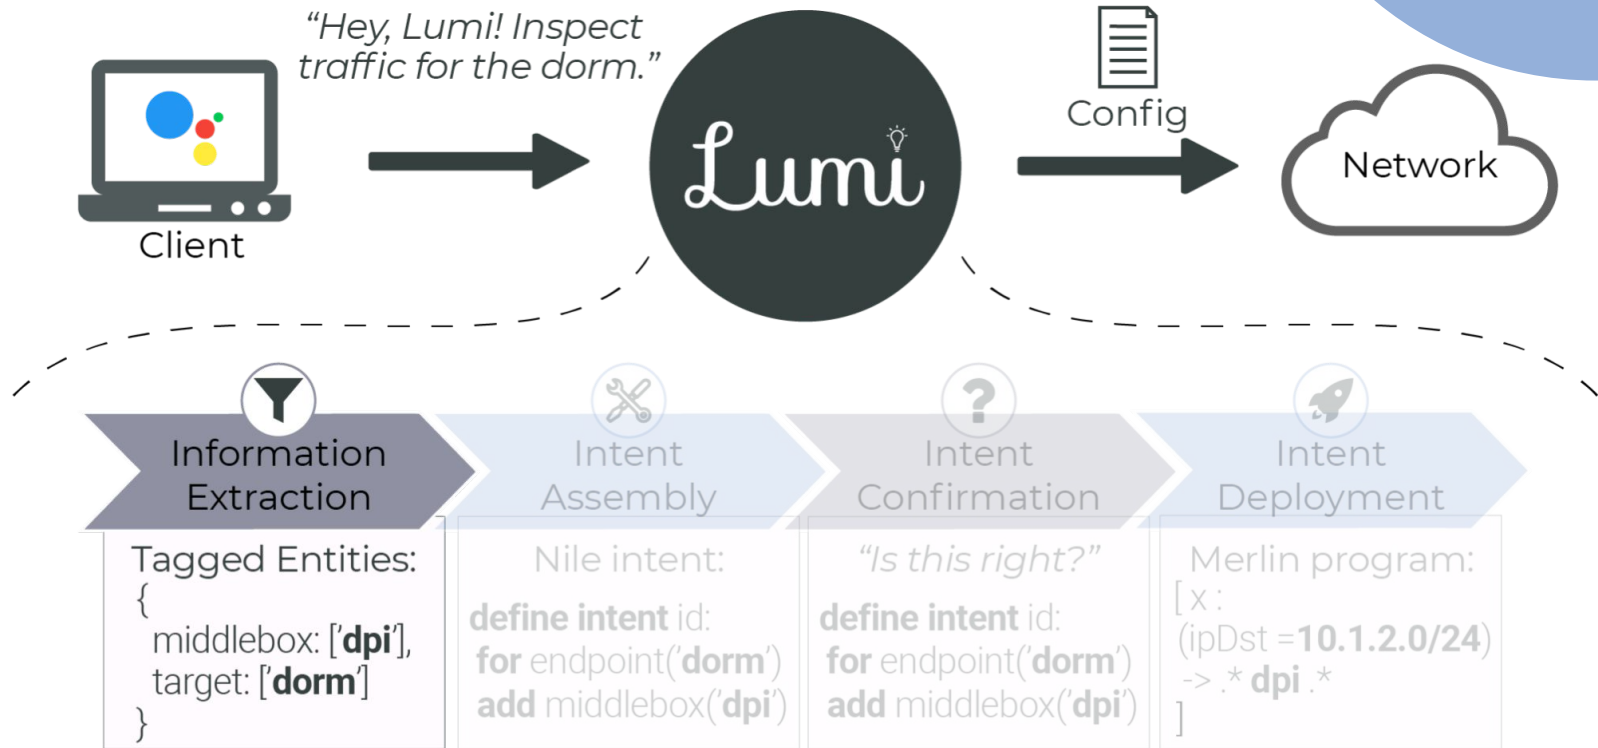 “Hey, Lumi! Inspect
traffic for the dorm.”
Client
Lumi
Config
Network
Information
Extraction
Tagged Entities:
{
middlebox: ['dpi'],
target: ['dorm']
}
Intent
Assembly
Nile intent:
define intent id:
for endpoint('dorm')
add middlebox('dpi')
?
Intent
Confirmation
“Is this right?”
define intent id:
for endpoint('dorm')
add middlebox('dpi')
Intent
Deployment
Merlin program:
[ x :
(ipDst =10.1.2.0/24)
-> .* dpi .*
]